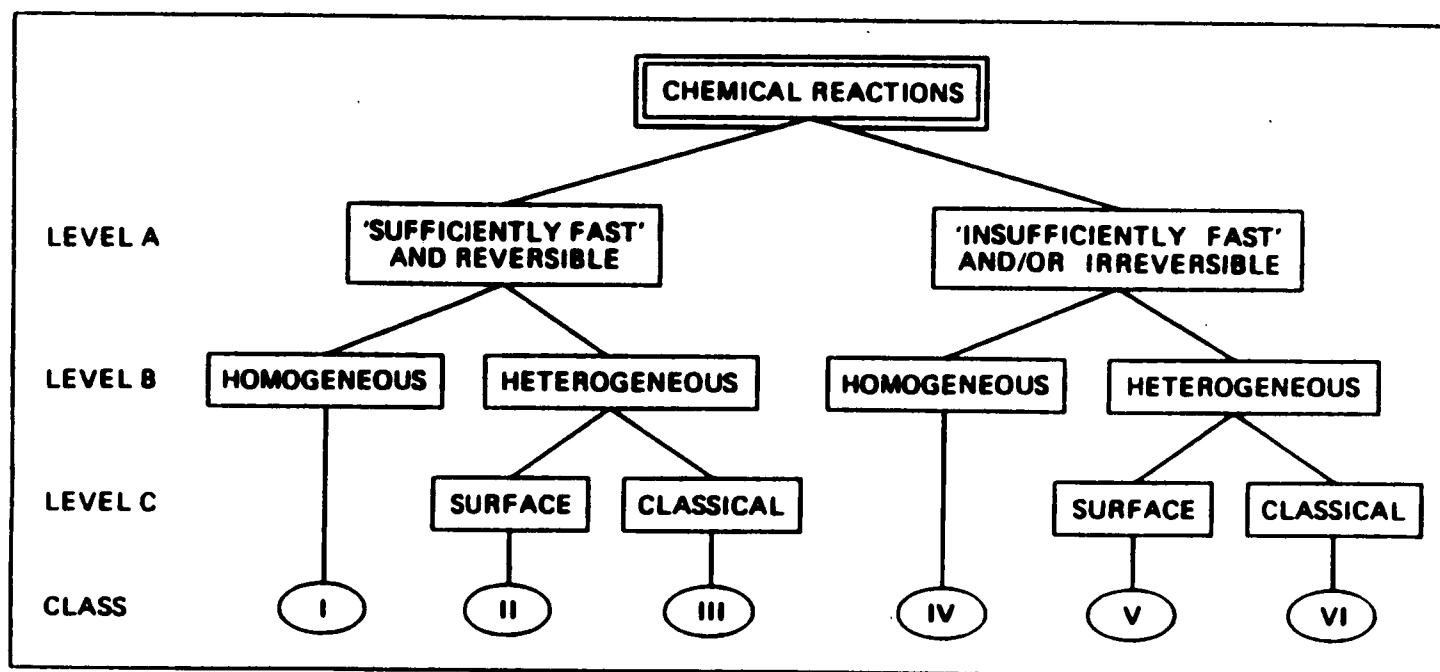 CHEMICAL REACTIONS
LEVEL A
'SUFFICIENTLY FAST'
AND REVERSIBLE
'INSUFFICIENTLY FAST'
AND/OR IRREVERSIBLE
LEVEL B
HOMOGENEOUS
HETEROGENEOUS
HOMOGENEOUS
HETEROGENEOUS
LEVEL C
SURFACE
CLASSICAL
SURFACE
CLASSICAL
CLASS
I
II
III
IV
V
VI